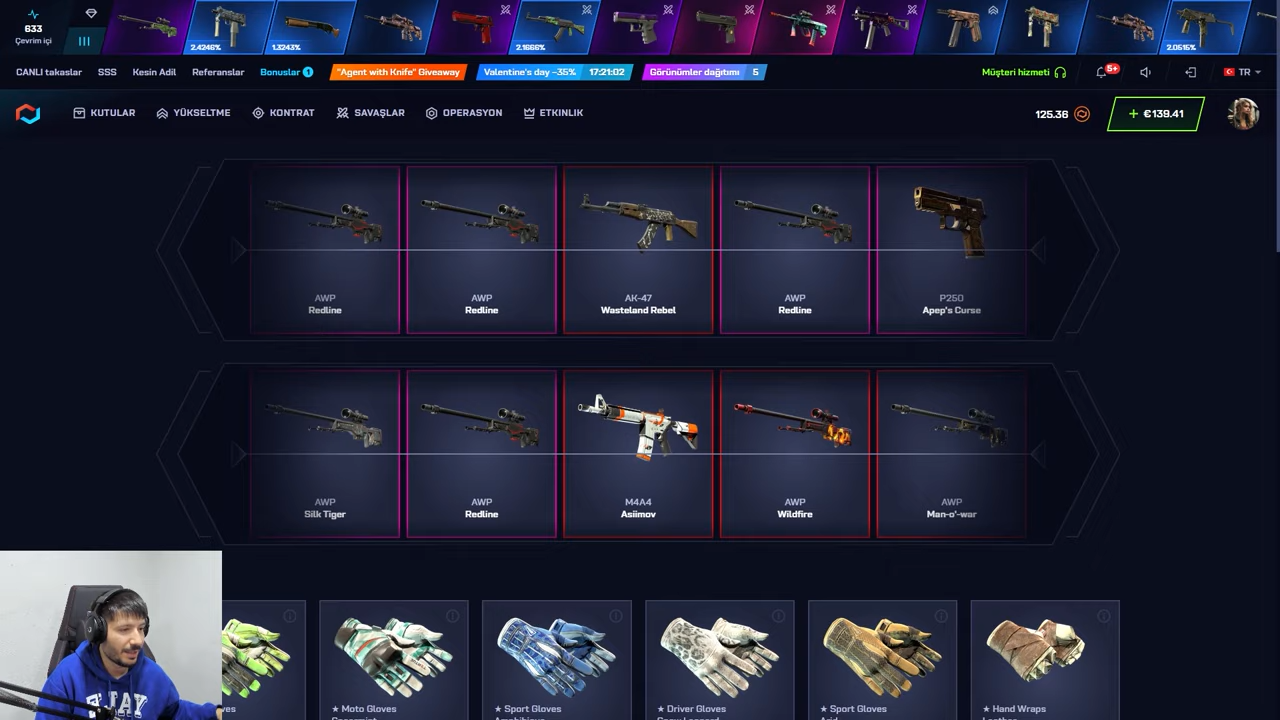 633
Çevrim içi
2.4246%
1.3243%
2.1666%
2.0615%
CANLI takaslar
SSS
Kesin Adil
Referanslar
Bonuslar 1
"Agent with Knife" Giveaway
Valentine's day −35% 17:21:02
Görünümler dağıtımı 5
Müşteri hizmeti
5+
TR
KUTULAR
YÜKSELTME
KONTRAT
SAVAŞLAR
OPERASYON
ETKINLIK
125.36
+ €139.41
AWP
Redline
AWP
Redline
AK-47
Wasteland Rebel
AWP
Redline
P250
Apep's Curse
AWP
Silk Tiger
AWP
Redline
M4A4
Asiimov
AWP
Wildfire
AWP
Man-o'-war
★ Moto Gloves
★ Sport Gloves
★ Driver Gloves
★ Sport Gloves
★ Hand Wraps